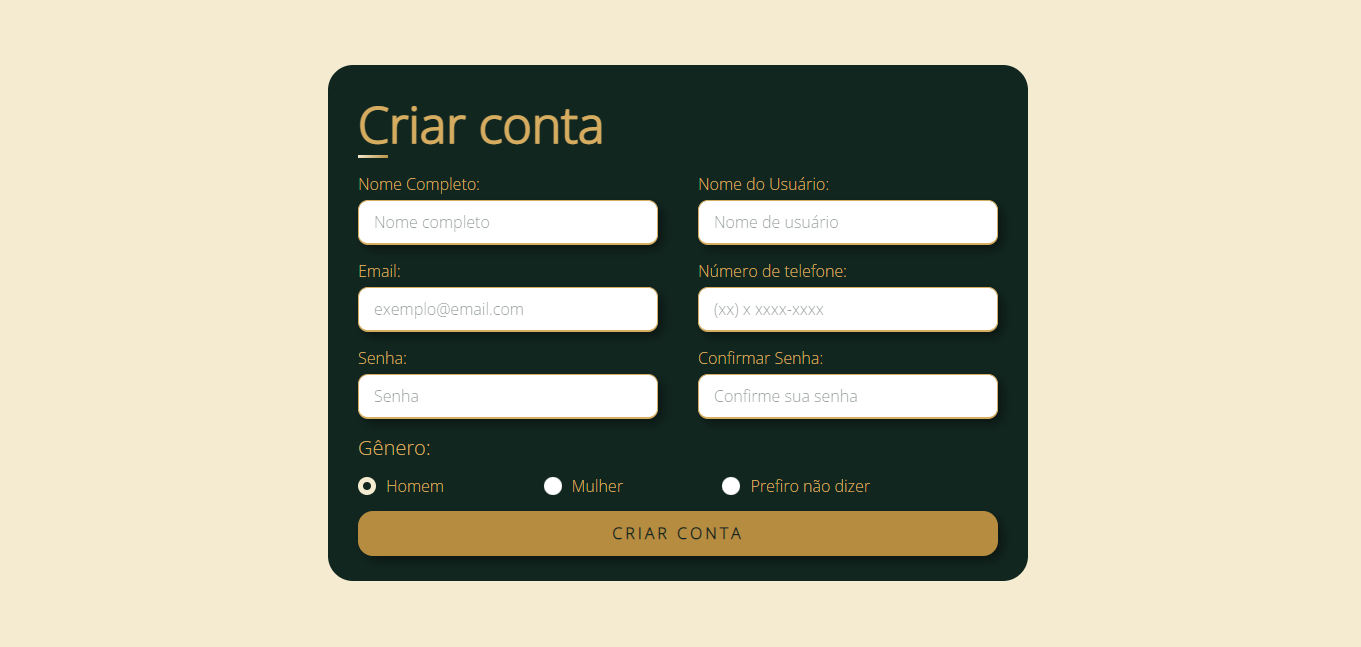 Criar conta
Nome Completo: Nome do Usuário:
Nome completo Nome de usuário
Email: Número de telefone:
exemplo@email.com (xx) x xxxx-xxxx
Senha: Confirmar Senha:
Senha Confirme sua senha
Gênero:
Homem Mulher Prefiro não dizer
CRIAR CONTA